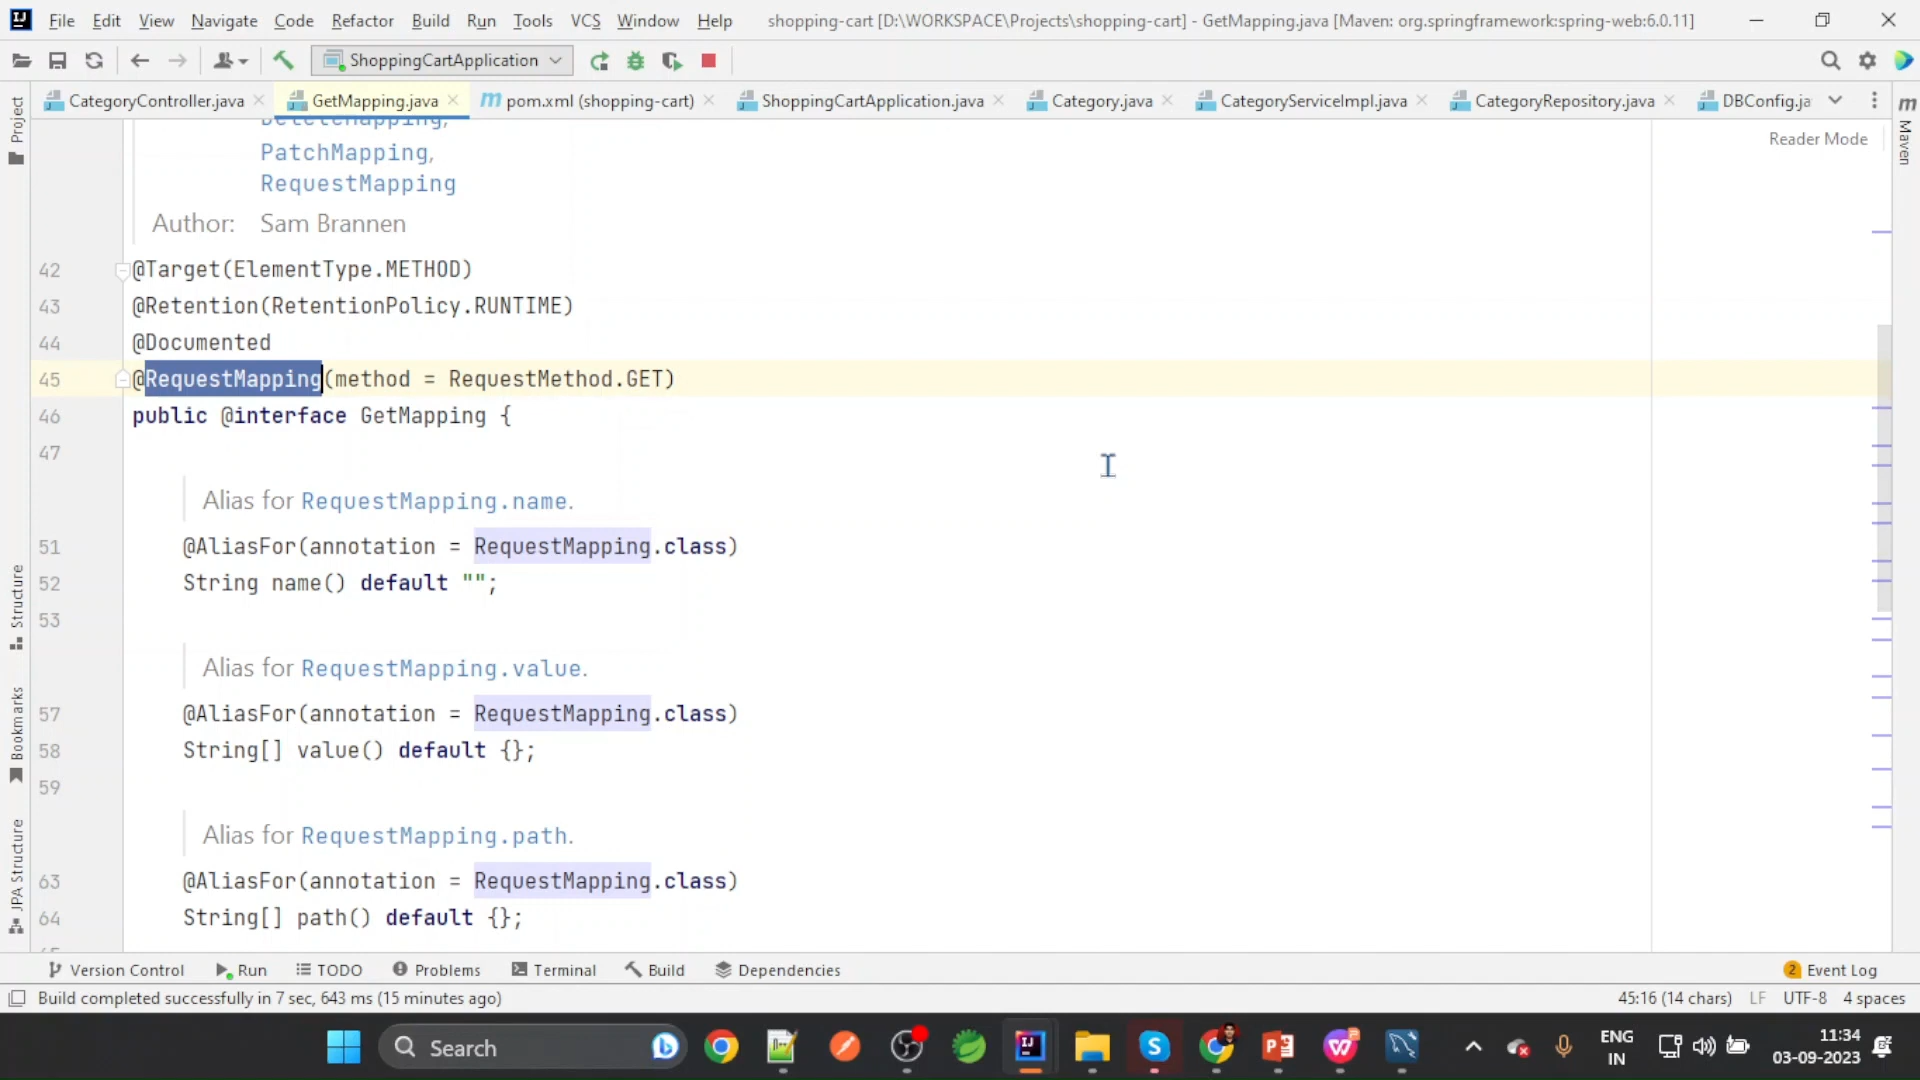 File Edit View Navigate Code Refactor Build Run Tools VCS Window Help shopping-cart [D:\WORKSPACE\Projects\shopping-cart] - GetMapping.java [Maven: org.springframework:spring-web:6.0.11]
ShoppingCartApplication
CategoryController.java GetMapping.java pom.xml (shopping-cart) ShoppingCartApplication.java Category.java CategoryServiceImpl.java CategoryRepository.java DBConfig.ja
Project
Structure
Bookmarks
JPA Structure
Maven
Reader Mode
DeleteMapping,
PatchMapping,
RequestMapping
Author: Sam Brannen
42 @Target(ElementType.METHOD)
43 @Retention(RetentionPolicy.RUNTIME)
44 @Documented
45 @RequestMapping(method = RequestMethod.GET)
46 public @interface GetMapping {
47
Alias for RequestMapping.name.
51 @AliasFor(annotation = RequestMapping.class)
52 String name() default "";
53
Alias for RequestMapping.value.
57 @AliasFor(annotation = RequestMapping.class)
58 String[] value() default {};
59
Alias for RequestMapping.path.
63 @AliasFor(annotation = RequestMapping.class)
64 String[] path() default {};
Version Control Run TODO Problems Terminal Build Dependencies 2 Event Log
Build completed successfully in 7 sec, 643 ms (15 minutes ago) 45:16 (14 chars) LF UTF-8 4 spaces
Search
ENG
IN
11:34
03-09-2023